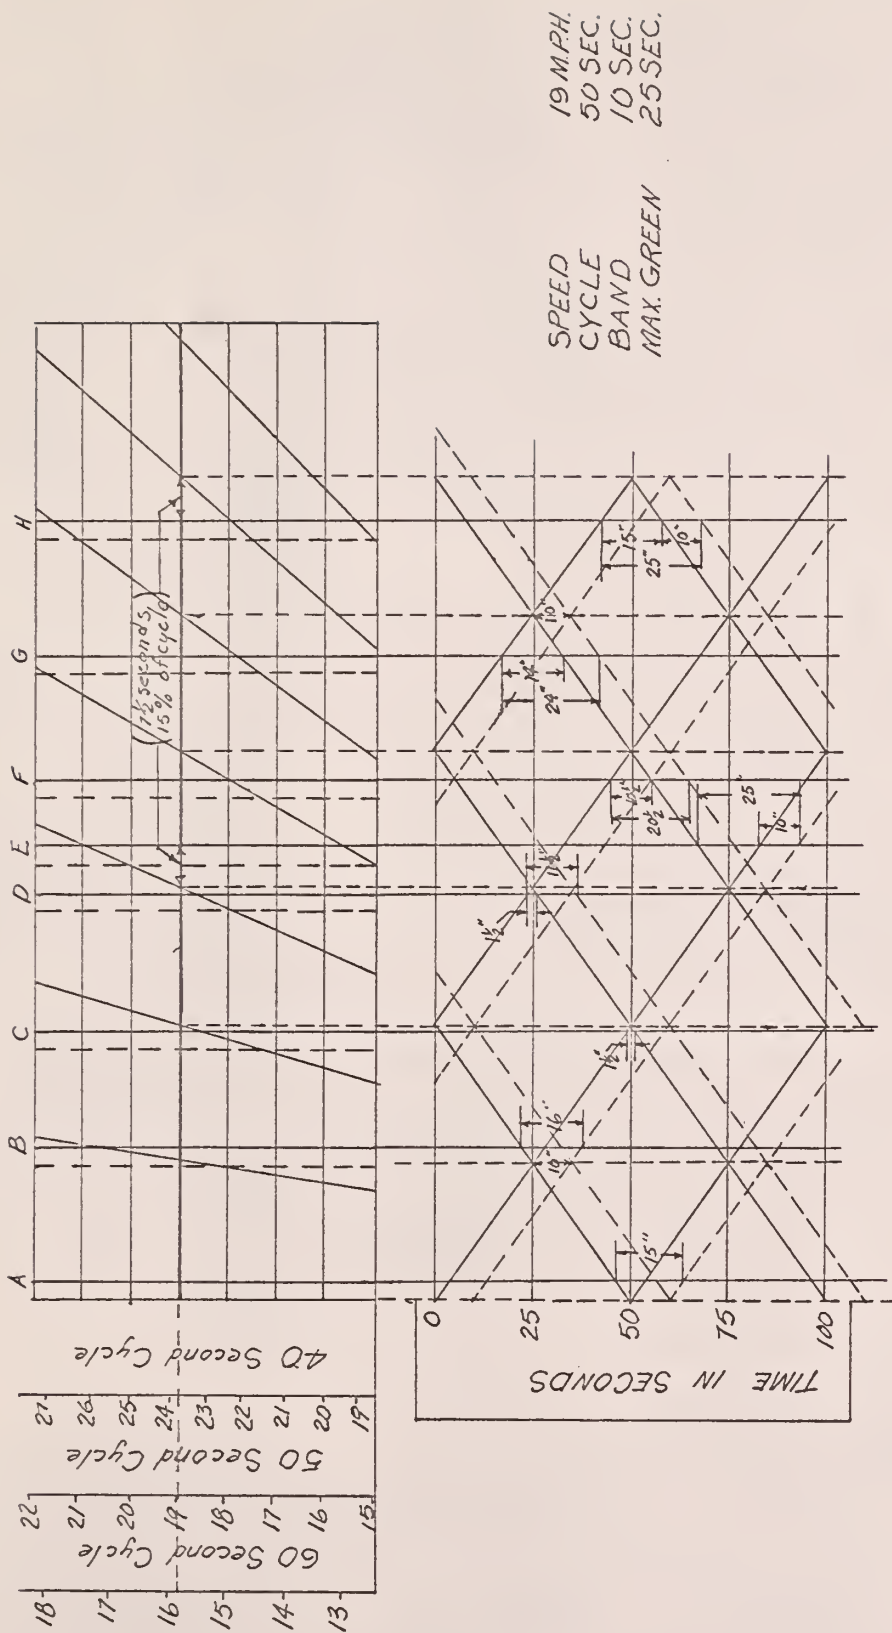 A B C D E F G H
(7½ seconds
15% of cycle)
27 26 25 24 23 22 21 20 19
40 Second Cycle
22 21 20 19 18 17 16 15
50 Second Cycle
18 17 16 15 14 13
60 Second Cycle
TIME IN SECONDS
0
25
50
75
100
15"
10"
16"
1½"
1½"
11½"
10½"
20½
25"
10"
14"
24"
10"
15"
25"
10"
SPEED 19 M.P.H.
CYCLE 50 SEC.
BAND 10 SEC.
MAX. GREEN 25 SEC.